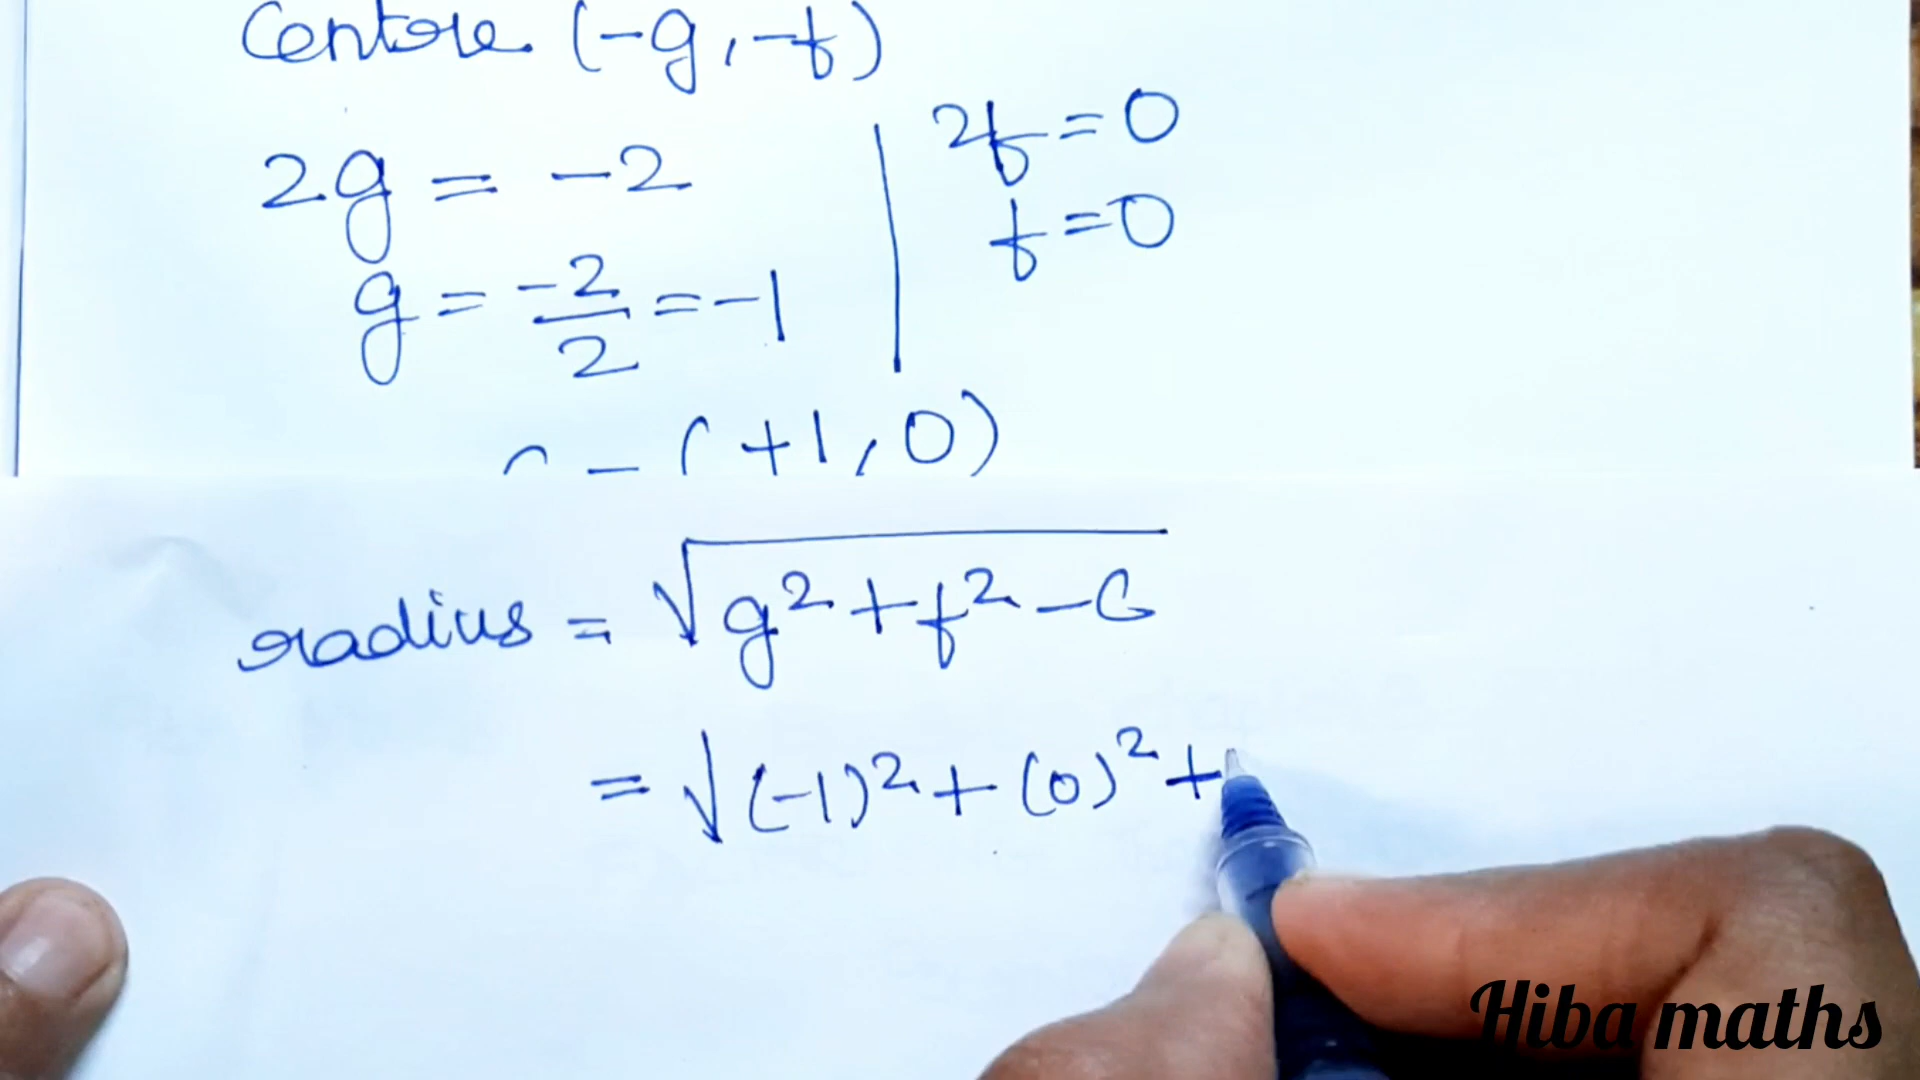 Centre (-g, -f)
2g = -2
g = -2/2 = -1
2f = 0
f = 0
(+1, 0)
radius = √g² + f² - c
= √(-1)² + (0)² +
Hiba maths